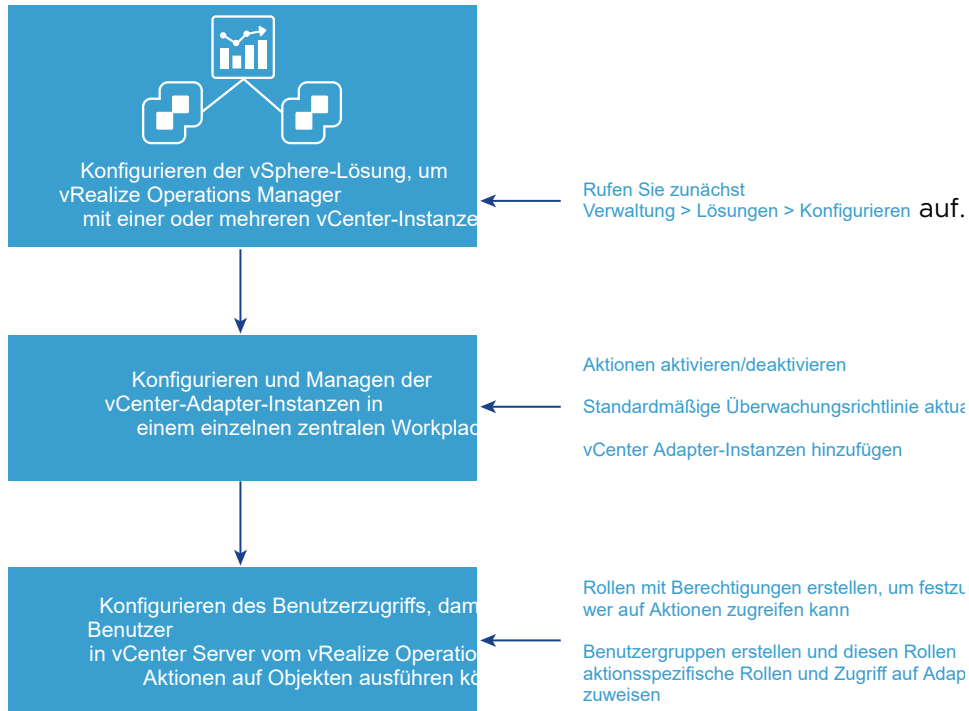 Konfigurieren der vSphere-Lösung, um
vRealize Operations Manager
mit einer oder mehreren vCenter-Instanze
Rufen Sie zunächst
Verwaltung > Lösungen > Konfigurieren auf.
Konfigurieren und Managen der
vCenter-Adapter-Instanzen in
einem einzelnen zentralen Workplac
Aktionen aktivieren/deaktivieren
Standardmäßige Überwachungsrichtlinie aktua
vCenter Adapter-Instanzen hinzufügen
Konfigurieren des Benutzerzugriffs, dam
Benutzer
in vCenter Server vom vRealize Operatio
Aktionen auf Objekten ausführen kö
Rollen mit Berechtigungen erstellen, um festzu
wer auf Aktionen zugreifen kann
Benutzergruppen erstellen und diesen Rollen
aktionsspezifische Rollen und Zugriff auf Adap
zuweisen